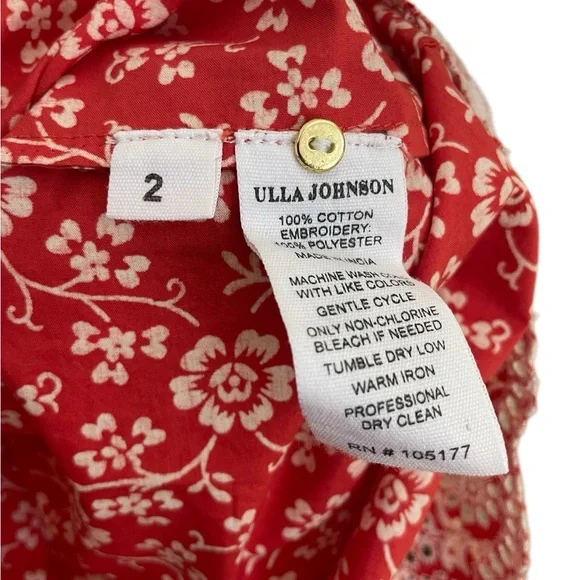 2
ULLA JOHNSON
100% COTTON
EMBROIDERY:
100% POLYESTER
MADE IN INDIA
MACHINE WASH CO
WITH LIKE COLORS
GENTLE CYCLE
ONLY NON-CHLORINE
BLEACH IF NEEDED
TUMBLE DRY LOW
WARM IRON
PROFESSIONAL
DRY CLEAN
RN # 105177